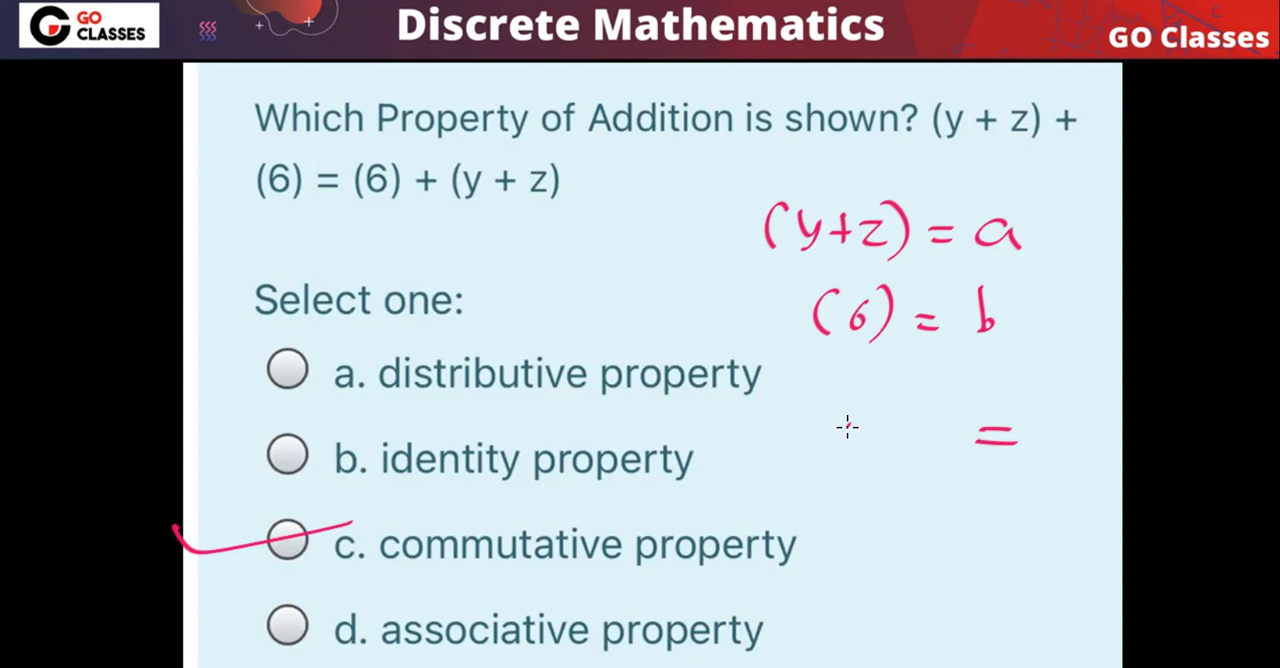 GO
CLASSES
Discrete Mathematics
GO Classes
Which Property of Addition is shown? (y + z) +
(6) = (6) + (y + z)
(y+z) = a
(6) = b
=
Select one:
a. distributive property
b. identity property
c. commutative property
d. associative property